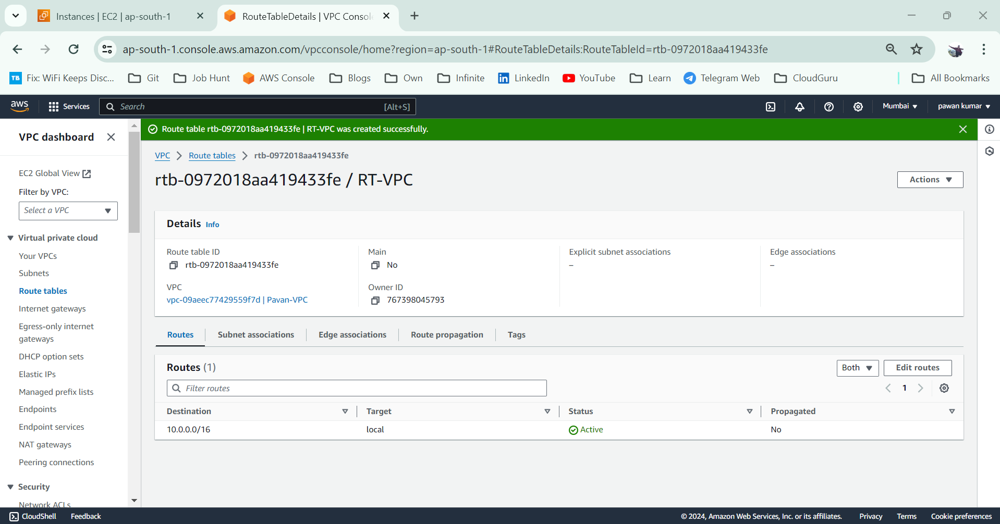 Instances | EC2 | ap-south-1
RouteTableDetails | VPC Consol
ap-south-1.console.aws.amazon.com/vpcconsole/home?region=ap-south-1#RouteTableDetails:RouteTableId=rtb-0972018aa419433fe
TB Fix: WiFi Keeps Disc... Git Job Hunt AWS Console Blogs Own Infinite LinkedIn YouTube Learn Telegram Web CloudGuru All Bookmarks
aws Services Search [Alt+S] Mumbai pawan kumar
VPC dashboard
EC2 Global View
Filter by VPC:
Select a VPC
Virtual private cloud
Your VPCs
Subnets
Route tables
Internet gateways
Egress-only internet
gateways
DHCP option sets
Elastic IPs
Managed prefix lists
Endpoints
Endpoint services
NAT gateways
Peering connections
Security
Network ACLs
Route table rtb-0972018aa419433fe | RT-VPC was created successfully.
VPC Route tables rtb-0972018aa419433fe
rtb-0972018aa419433fe / RT-VPC
Actions
Details Info
Route table ID
rtb-0972018aa419433fe
VPC
vpc-09aeec77429559f7d | Pavan-VPC
Main
No
Owner ID
767398045793
Explicit subnet associations
–
Edge associations
–
Routes Subnet associations Edge associations Route propagation Tags
Routes (1)
Both Edit routes
Filter routes
1
Destination Target Status Propagated
10.0.0.0/16 local Active No
CloudShell Feedback © 2024, Amazon Web Services, Inc. or its affiliates. Privacy Terms Cookie preferences